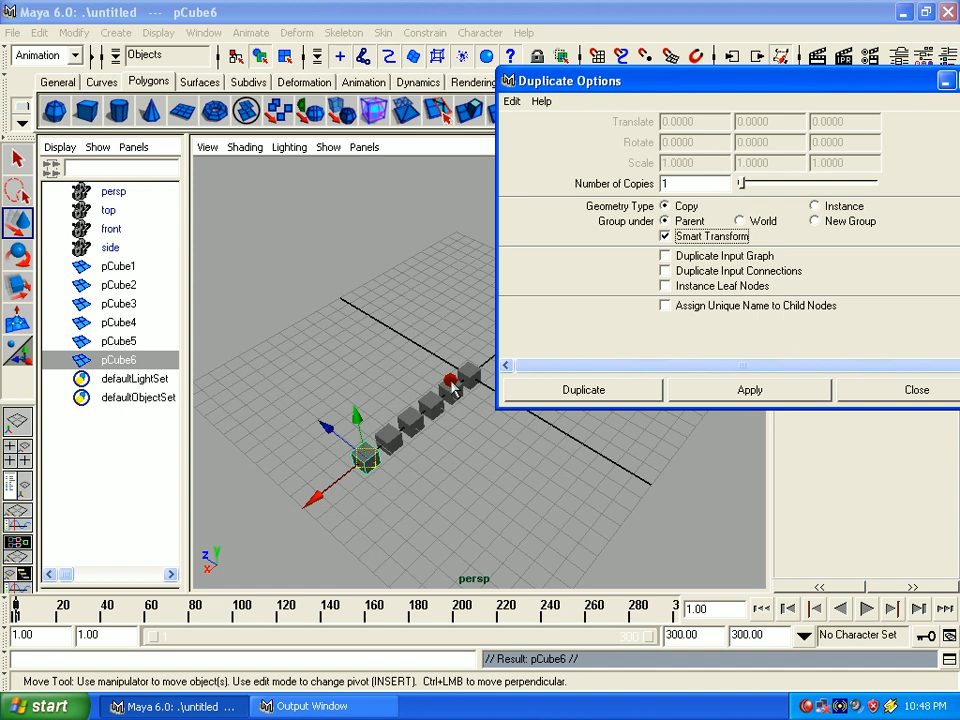 Maya 6.0: .\untitled --- pCube6
File Edit Modify Create Display Window Animate Deform Skeleton Skin Constrain Character Help
Animation Objects
General Curves Polygons Surfaces Subdivs Deformation Animation Dynamics Rendering
Duplicate Options
Edit Help
Translate 0.0000 0.0000 0.0000
Rotate 0.0000 0.0000 0.0000
Scale 1.0000 1.0000 1.0000
Number of Copies 1
Geometry Type Copy Instance
Group under Parent World New Group
Smart Transform
Duplicate Input Graph
Duplicate Input Connections
Instance Leaf Nodes
Assign Unique Name to Child Nodes
Duplicate Apply Close
Display Show Panels
View Shading Lighting Show Panels
persp
top
front
side
pCube1
pCube2
pCube3
pCube4
pCube5
pCube6
defaultLightSet
defaultObjectSet
z y
x
persp
<< >>
20 40 60 80 100 120 140 160 180 200 220 240 260 280 3
1.00
1.00 1.00 1 300 300.00 300.00 No Character Set
// Result: pCube6 //
Move Tool: Use manipulator to move object(s). Use edit mode to change pivot (INSERT). Ctrl+LMB to move perpendicular.
start Maya 6.0: .\untitled ... Output Window 10:48 PM